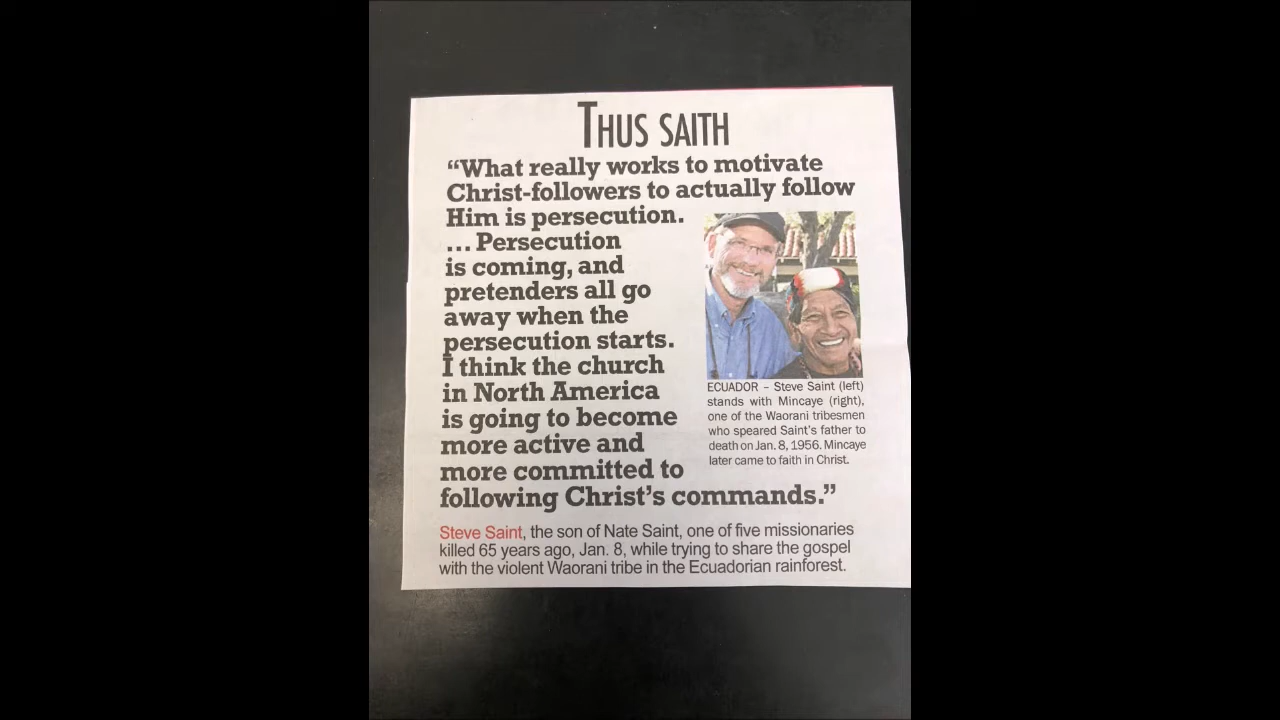 THUS SAITH
“What really works to motivate
Christ-followers to actually follow
Him is persecution.
... Persecution
is coming, and
pretenders all go
away when the
persecution starts.
I think the church
in North America
is going to become
more active and
more committed to
following Christ’s commands.”
ECUADOR – Steve Saint (left)
stands with Mincaye (right),
one of the Waorani tribesmen
who speared Saint’s father to
death on Jan. 8, 1956. Mincaye
later came to faith in Christ.
Steve Saint, the son of Nate Saint, one of five missionaries
killed 65 years ago, Jan. 8, while trying to share the gospel
with the violent Waorani tribe in the Ecuadorian rainforest.